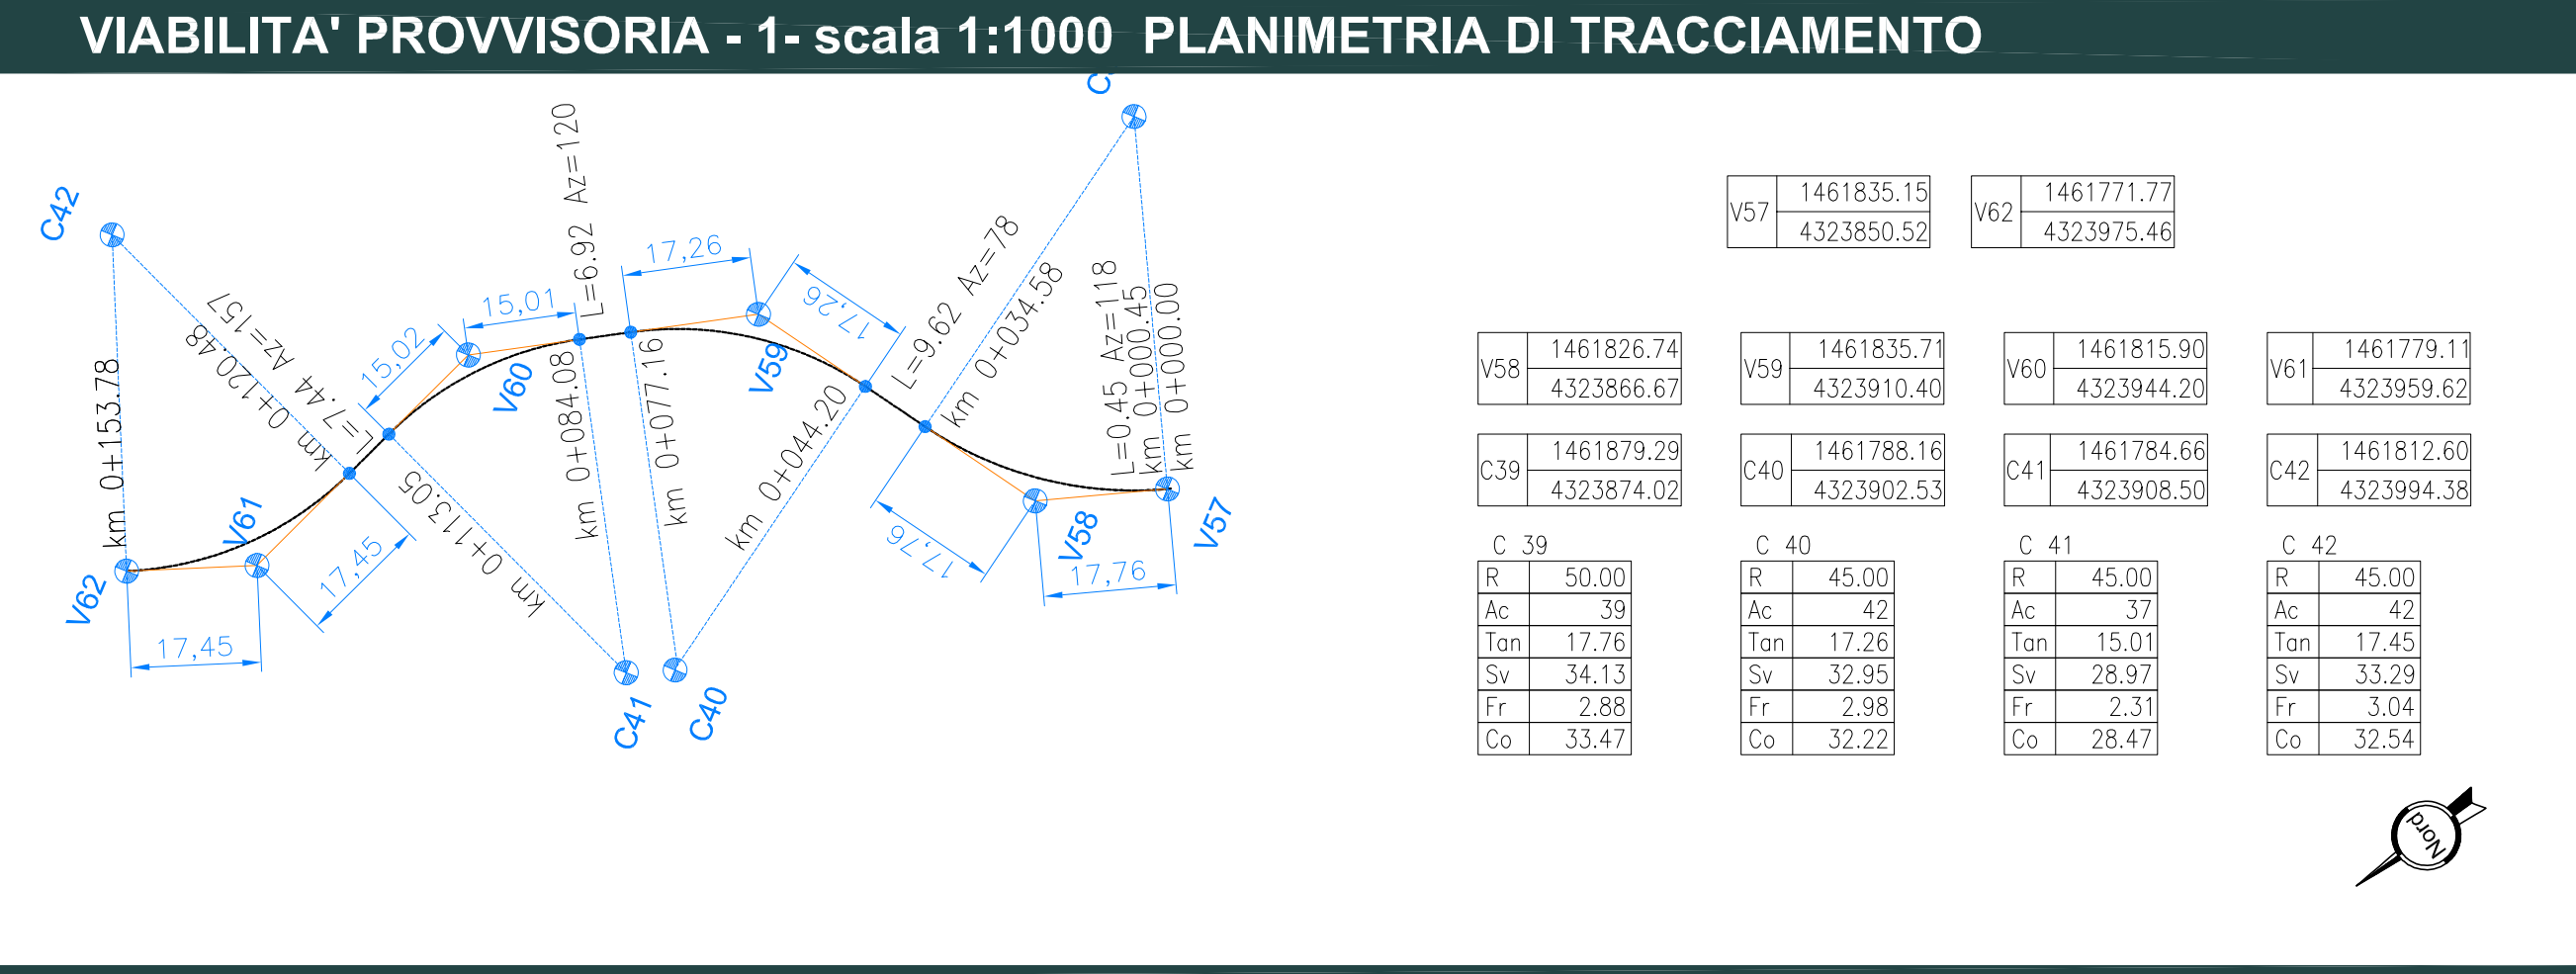 VIABILITA' PROVVISORIA - 1- scala 1:1000 PLANIMETRIA DI TRACCIAMENTO
C42
km 0+153.78
V62
17,45
V61
17,45
km 0+120.48
L=7.44 Az=157
km 0+113.05
15,02
15,01
V60
L=6.92 Az=120
km 0+084.08
km 0+077.16
C41
C40
17,26
V59
17,26
km 0+044.20
L=9.62 Az=78
km 0+034.58
17,76
V58
17,76
L=0.45 Az=118
km 0+000.45
km 0+000.00
V57
V57
1461835.15
4323850.52
V62
1461771.77
4323975.46
V58
1461826.74
4323866.67
V59
1461835.71
4323910.40
V60
1461815.90
4323944.20
V61
1461779.11
4323959.62
C39
1461879.29
4323874.02
C40
1461788.16
4323902.53
C41
1461784.66
4323908.50
C42
1461812.60
4323994.38
C 39
R 50.00
Ac 39
Tan 17.76
Sv 34.13
Fr 2.88
Co 33.47
C 40
R 45.00
Ac 42
Tan 17.26
Sv 32.95
Fr 2.98
Co 32.22
C 41
R 45.00
Ac 37
Tan 15.01
Sv 28.97
Fr 2.31
Co 28.47
C 42
R 45.00
Ac 42
Tan 17.45
Sv 33.29
Fr 3.04
Co 32.54
Nord